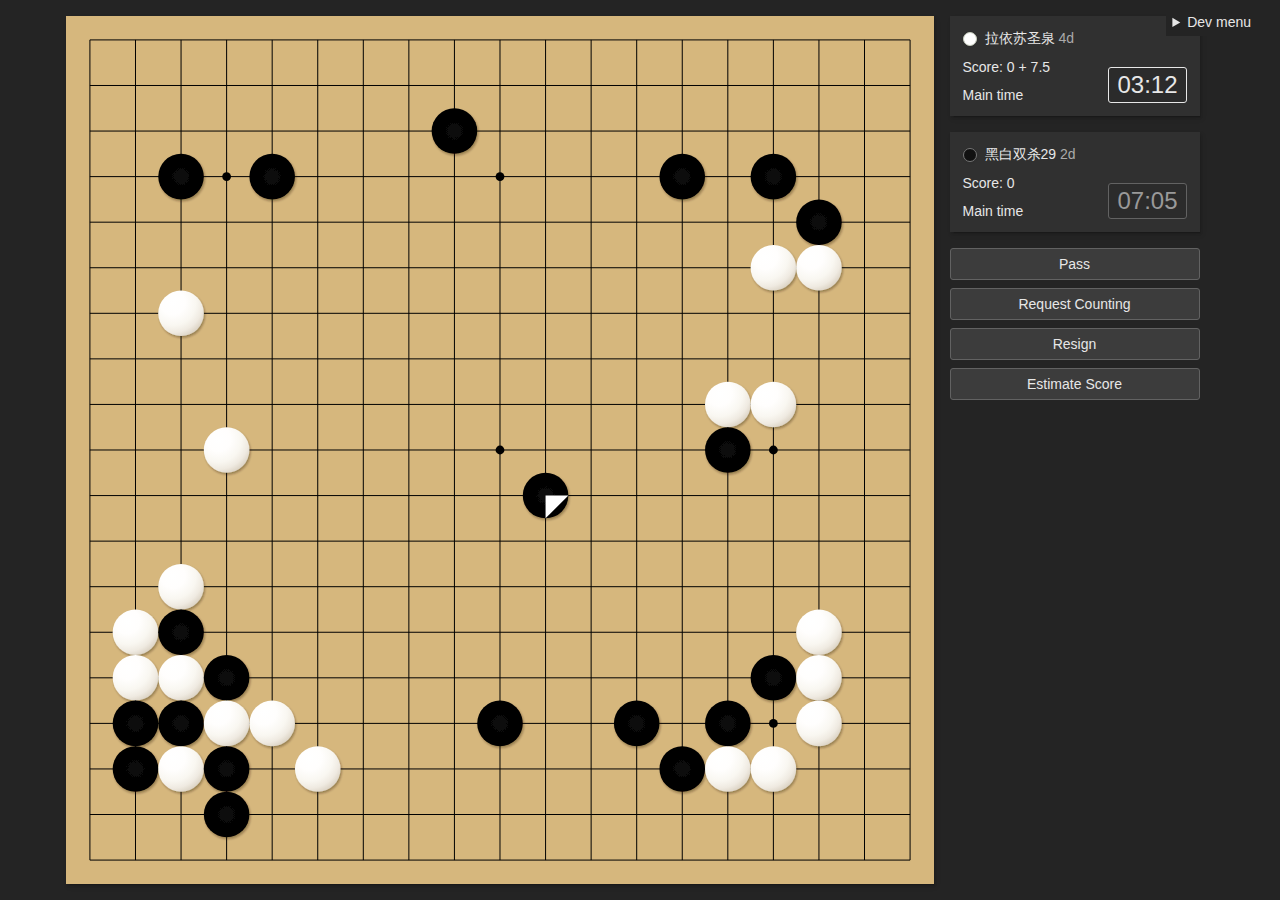 Dev menu
拉依苏圣泉 4d
Score: 0 + 7.5
Main time
03:12
黑白双杀29 2d
Score: 0
Main time
07:05
Pass
Request Counting
Resign
Estimate Score